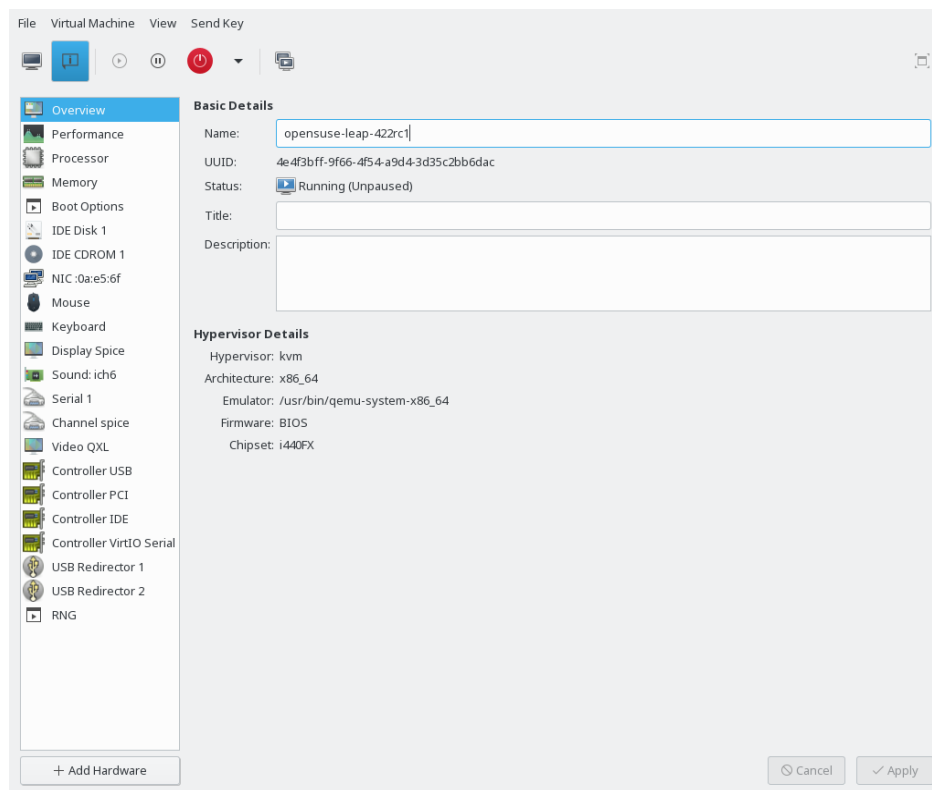 File Virtual Machine View Send Key
Overview
Performance
Processor
Memory
Boot Options
IDE Disk 1
IDE CDROM 1
NIC :0a:e5:6f
Mouse
Keyboard
Display Spice
Sound: ich6
Serial 1
Channel spice
Video QXL
Controller USB
Controller PCI
Controller IDE
Controller VirtIO Serial
USB Redirector 1
USB Redirector 2
RNG
Add Hardware
Basic Details
Name: opensuse-leap-422rc1
UUID: 4e4f3bff-9f66-4f54-a9d4-3d35c2bb6dac
Status: Running (Unpaused)
Title:
Description:
Hypervisor Details
Hypervisor: kvm
Architecture: x86_64
Emulator: /usr/bin/qemu-system-x86_64
Firmware: BIOS
Chipset: i440FX
Cancel Apply